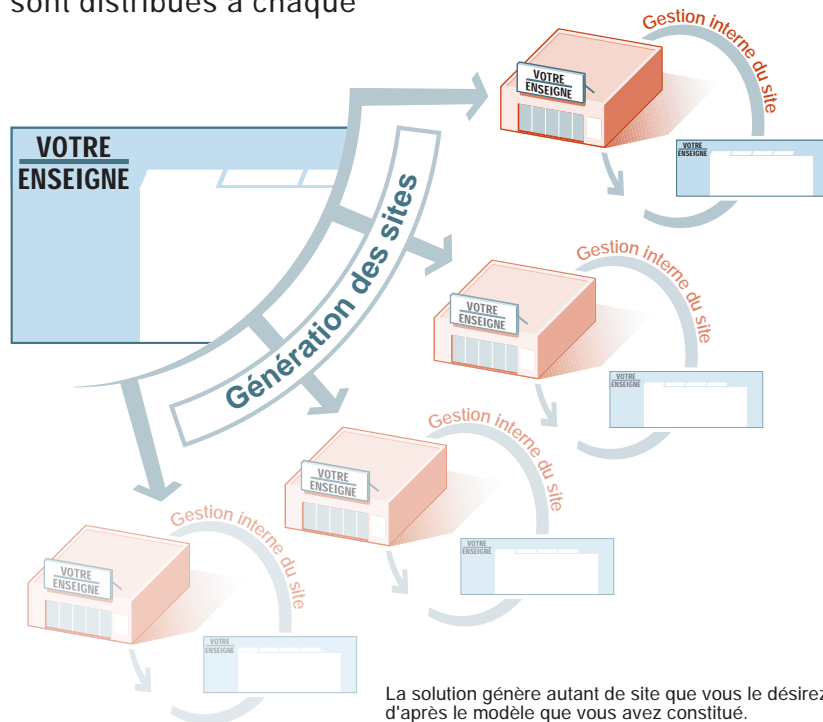 sont distribués à chaque
VOTRE
ENSEIGNE
Génération des sites
VOTRE
ENSEIGNE
Gestion interne du site
VOTRE
ENSEIGNE
VOTRE
ENSEIGNE
Gestion interne du site
VOTRE
ENSEIGNE
VOTRE
ENSEIGNE
Gestion interne du site
VOTRE
ENSEIGNE
VOTRE
ENSEIGNE
Gestion interne du site
VOTRE
ENSEIGNE
La solution génère autant de site que vous le désirez
d'après le modèle que vous avez constitué.